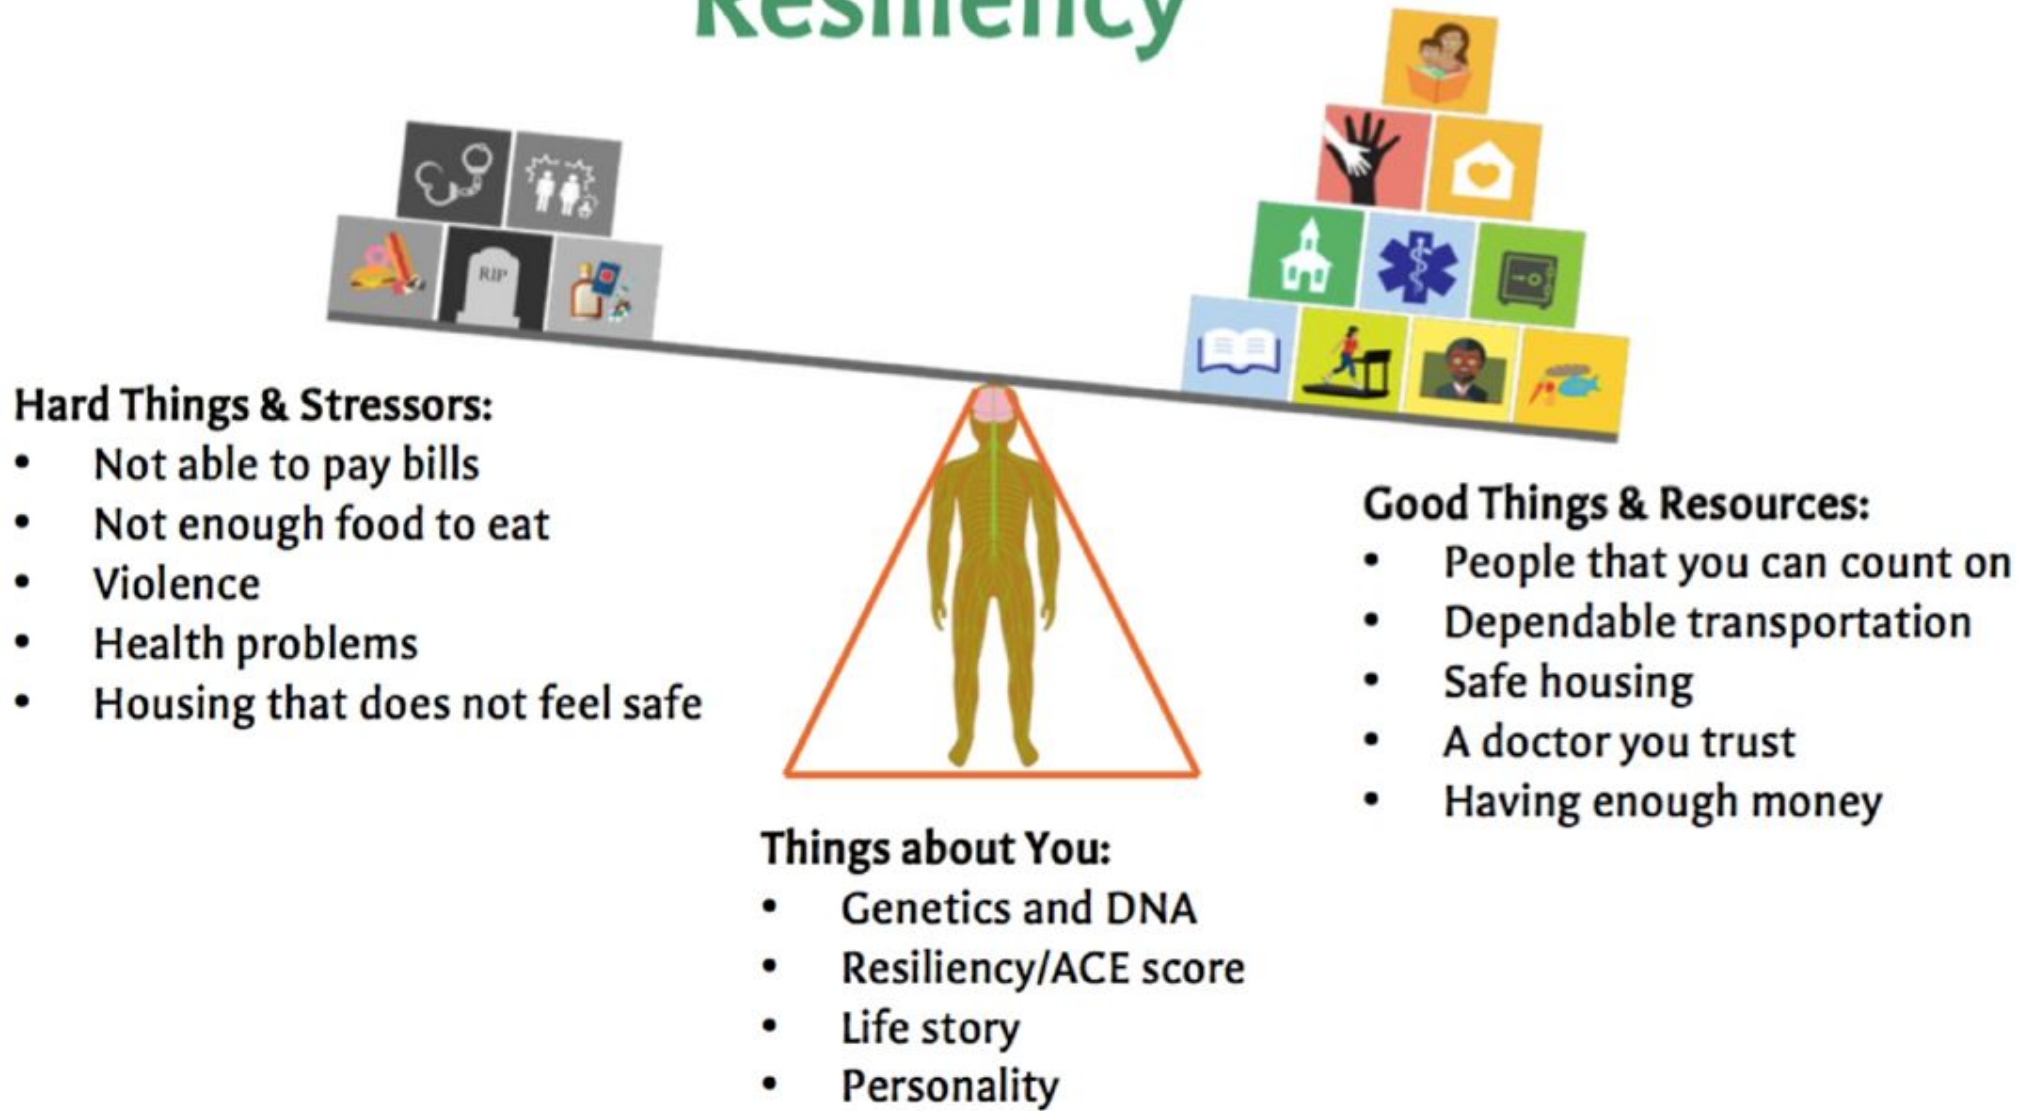 Resiliency
RIP
Hard Things & Stressors:
• Not able to pay bills
• Not enough food to eat
• Violence
• Health problems
• Housing that does not feel safe
Good Things & Resources:
• People that you can count on
• Dependable transportation
• Safe housing
• A doctor you trust
• Having enough money
Things about You:
• Genetics and DNA
• Resiliency/ACE score
• Life story
• Personality